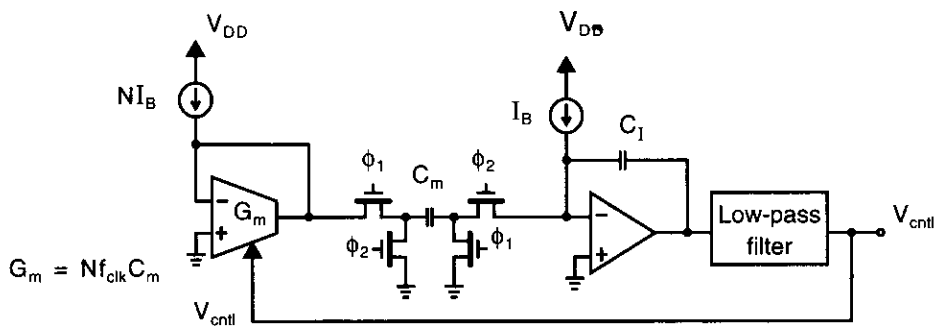 V_DD
V_DD
NI_B
I_B
C_I
ϕ_1
C_m
ϕ_2
−
G_m
+
ϕ_2
ϕ_1
−
+
Low-pass
filter
V_cntl
G_m = Nf_clk C_m
V_cntl